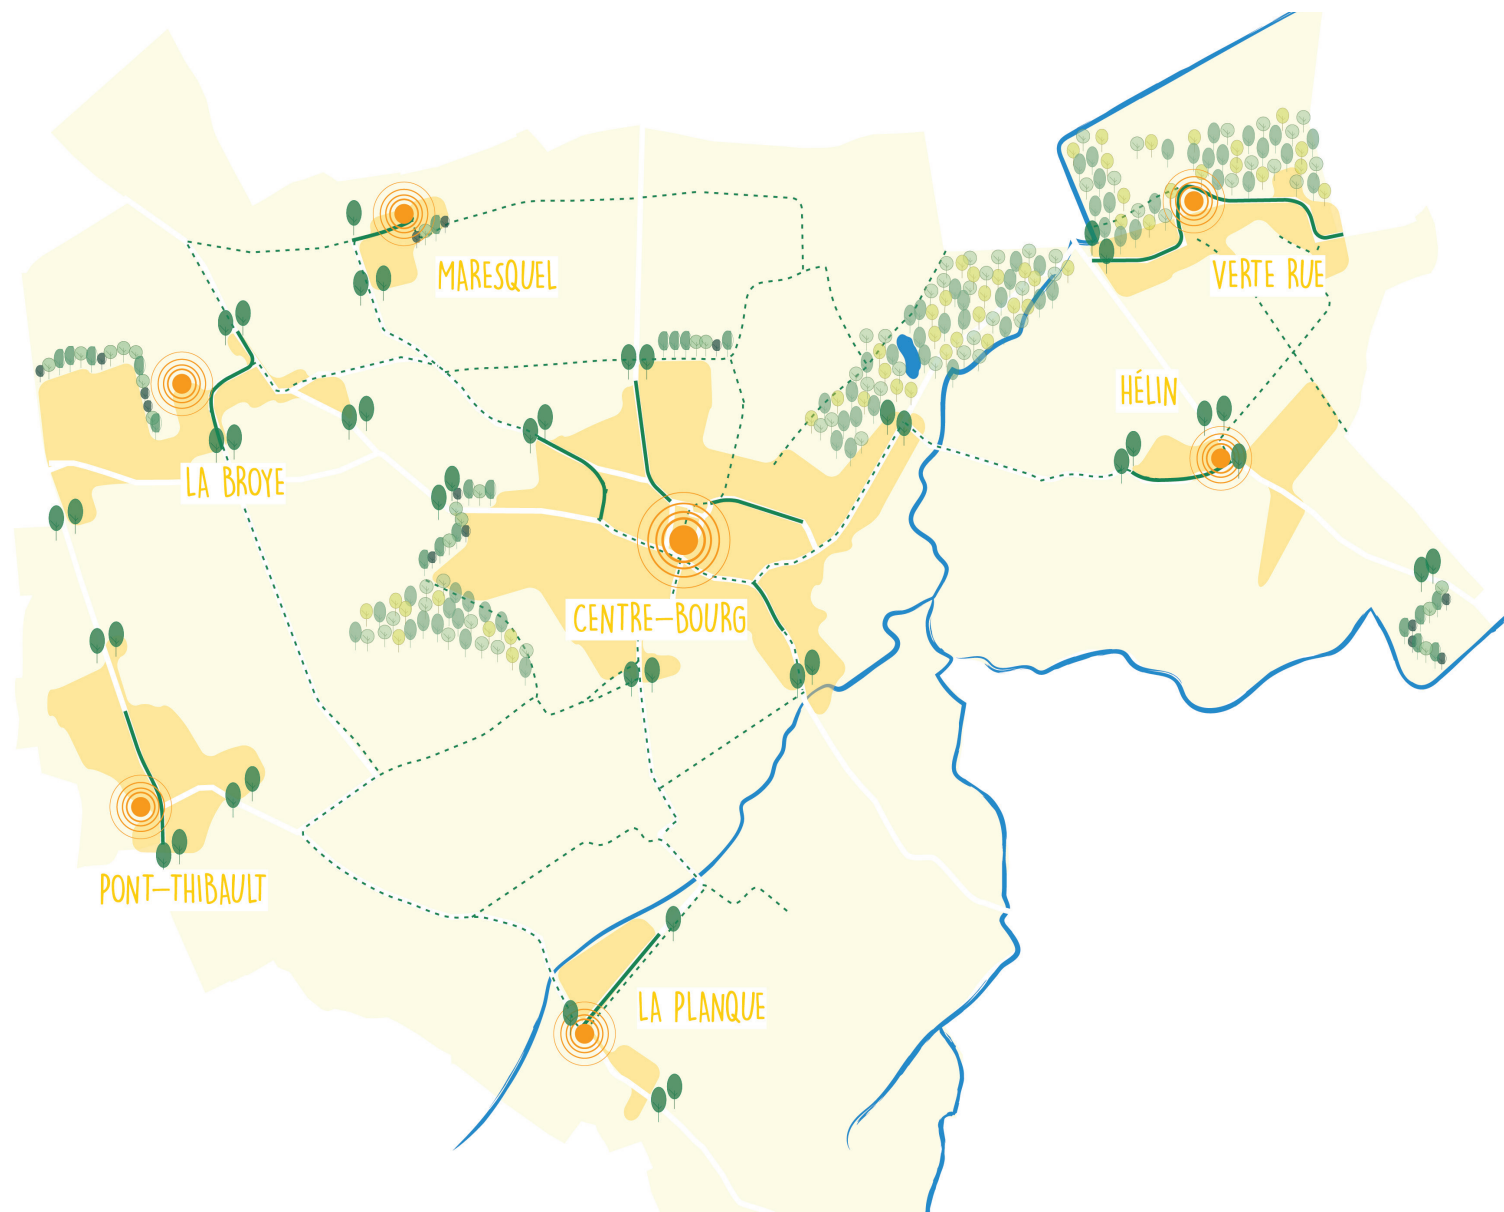 MARESQUEL
VERTE RUE
HÉLIN
LA BROYE
CENTRE-BOURG
PONT-THIBAULT
LA PLANQUE